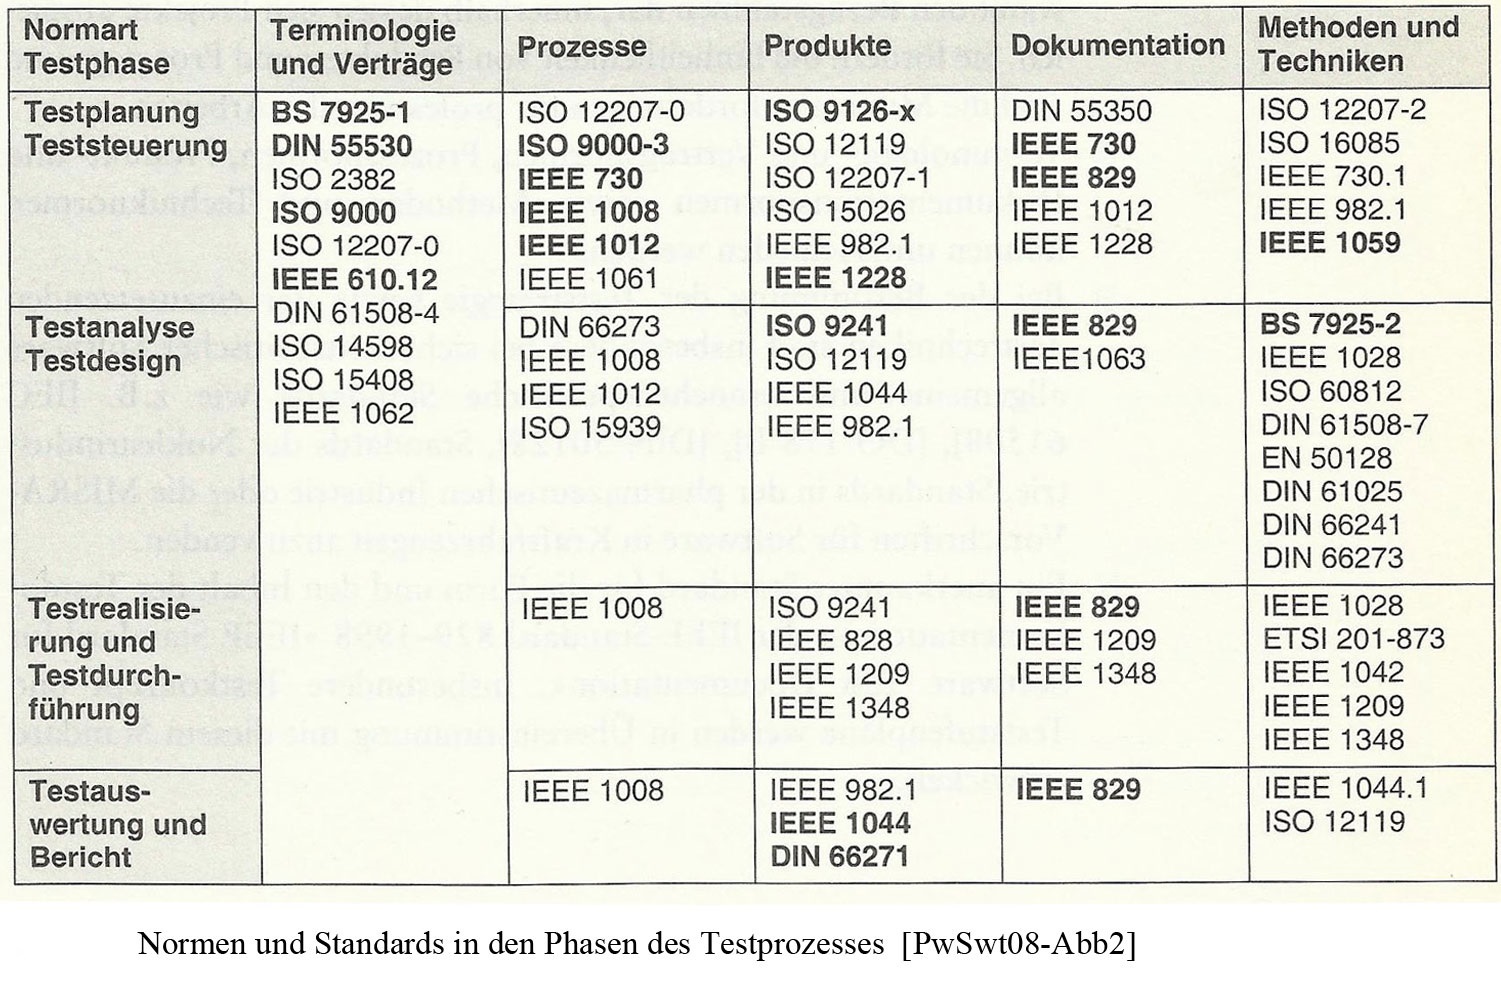 Normart
Testphase
Terminologie
und Verträge
Prozesse
Produkte
Dokumentation
Methoden und
Techniken
Testplanung
Teststeuerung
BS 7925-1
DIN 55530
ISO 2382
ISO 9000
ISO 12207-0
IEEE 610.12
DIN 61508-4
ISO 14598
ISO 15408
IEEE 1062
ISO 12207-0
ISO 9000-3
IEEE 730
IEEE 1008
IEEE 1012
IEEE 1061
ISO 9126-x
ISO 12119
ISO 12207-1
ISO 15026
IEEE 982.1
IEEE 1228
DIN 55350
IEEE 730
IEEE 829
IEEE 1012
IEEE 1228
ISO 12207-2
ISO 16085
IEEE 730.1
IEEE 982.1
IEEE 1059
Testanalyse
Testdesign
DIN 66273
IEEE 1008
IEEE 1012
ISO 15939
ISO 9241
ISO 12119
IEEE 1044
IEEE 982.1
IEEE 829
IEEE1063
BS 7925-2
IEEE 1028
ISO 60812
DIN 61508-7
EN 50128
DIN 61025
DIN 66241
DIN 66273
Testrealisie-
rung und
Testdurch-
führung
IEEE 1008
ISO 9241
IEEE 828
IEEE 1209
IEEE 1348
IEEE 829
IEEE 1209
IEEE 1348
IEEE 1028
ETSI 201-873
IEEE 1042
IEEE 1209
IEEE 1348
Testaus-
wertung und
Bericht
IEEE 1008
IEEE 982.1
IEEE 1044
DIN 66271
IEEE 829
IEEE 1044.1
ISO 12119
Normen und Standards in den Phasen des Testprozesses [PwSwt08-Abb2]